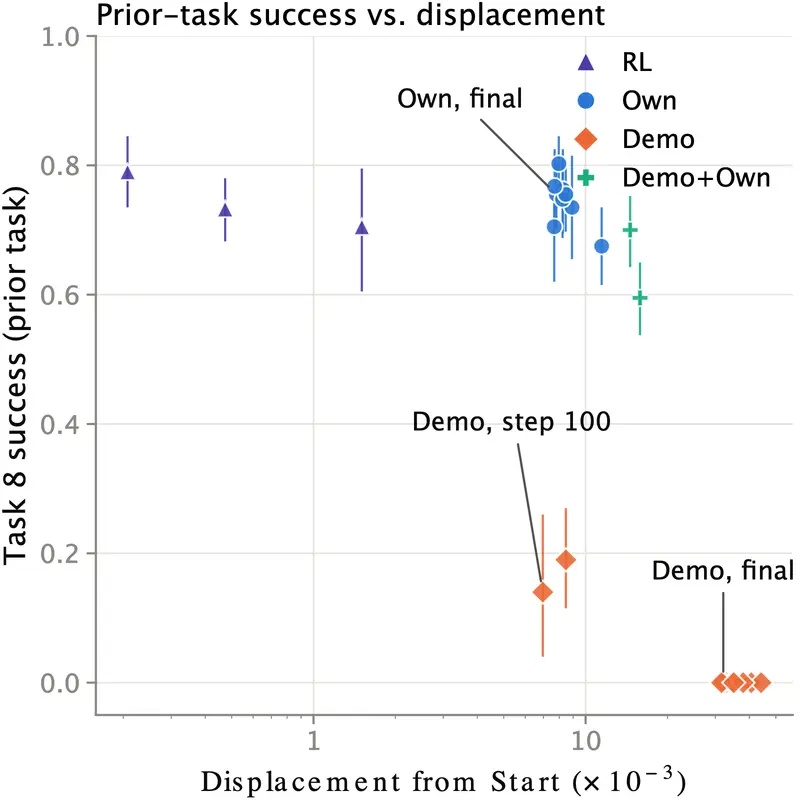 Prior-task success vs. displacement
1.0
0.8
0.6
0.4
0.2
0.0
Task 8 success (prior task)
RL
Own
Demo
Demo+Own
Own, final
Demo, step 100
Demo, final
1
10
Displacement from Start (×10⁻³)